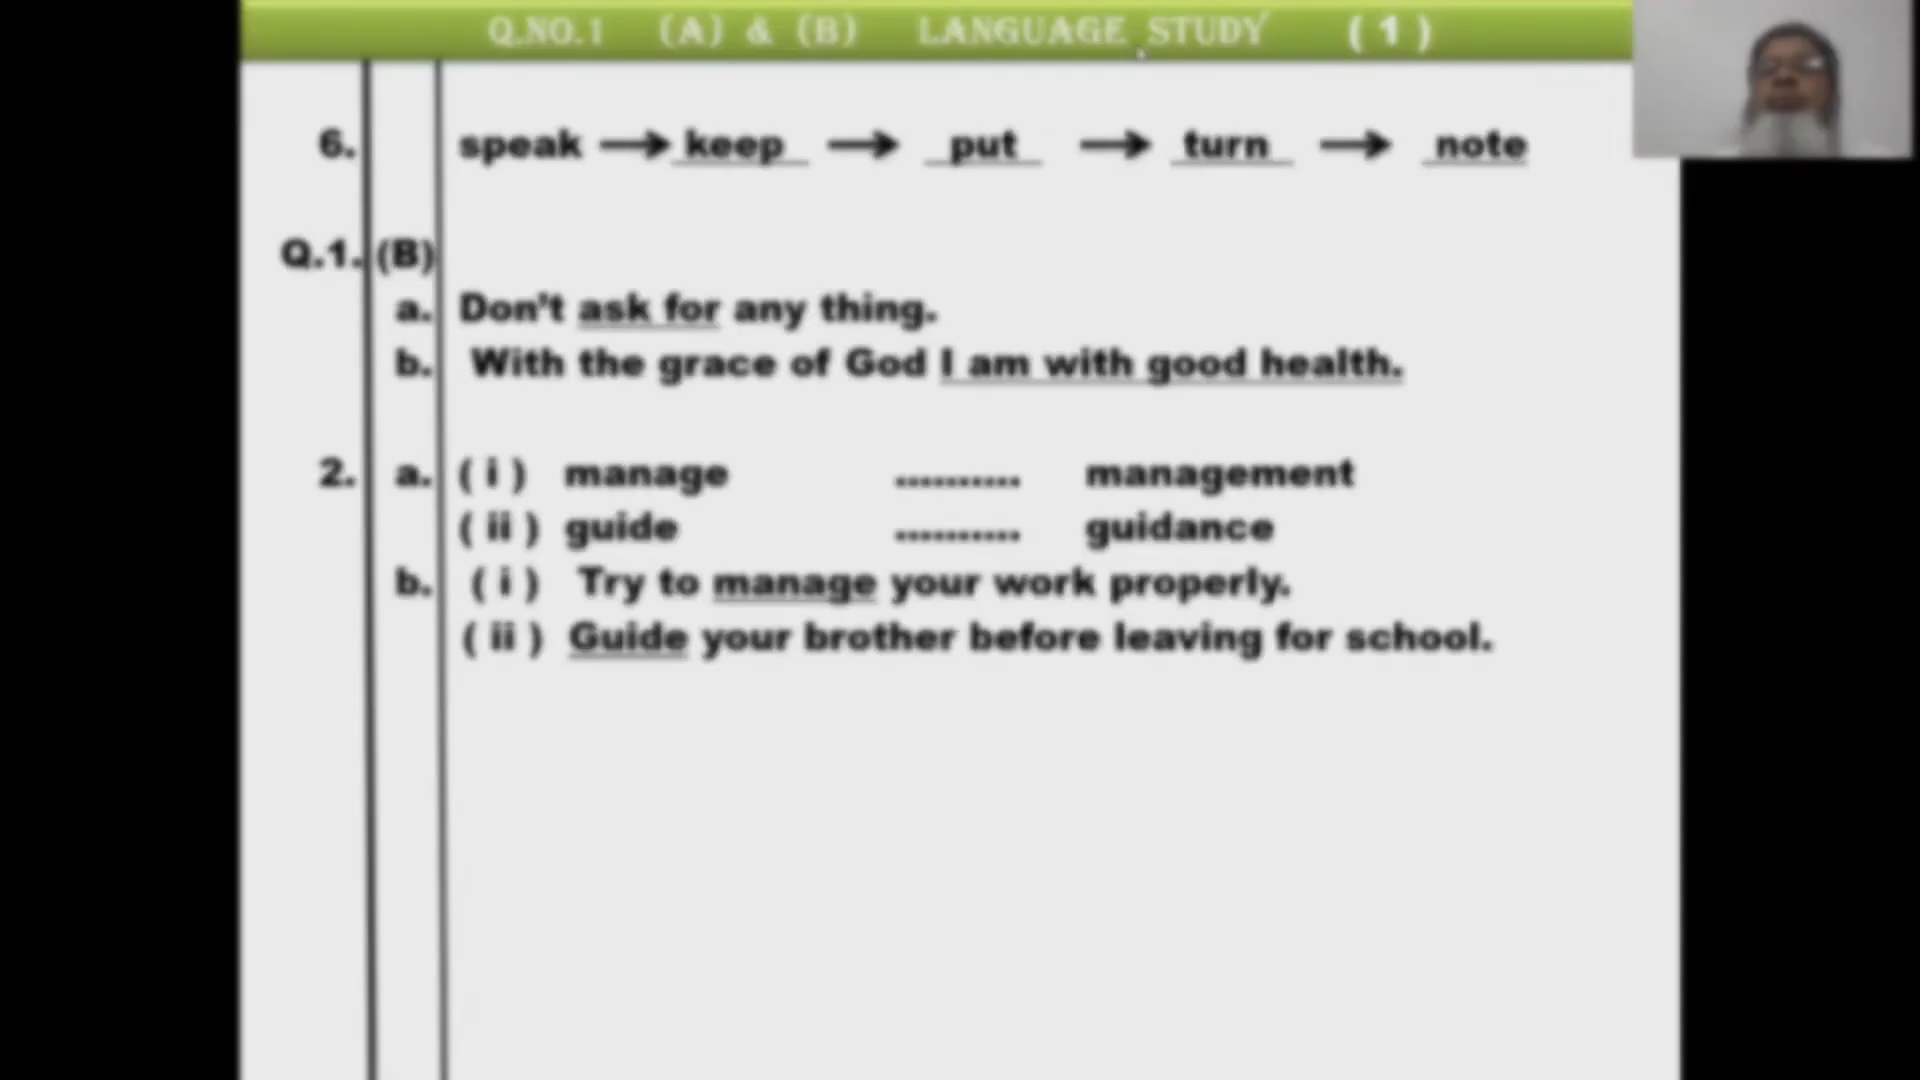 Q.NO.1 (A) & (B) LANGUAGE STUDY (1)
6. speak → keep → put → turn → note
Q.1. (B)
a. Don't ask for any thing.
b. With the grace of God I am with good health.
2. a. ( i ) manage .......... management
( ii ) guide .......... guidance
b. ( i ) Try to manage your work properly.
( ii ) Guide your brother before leaving for school.